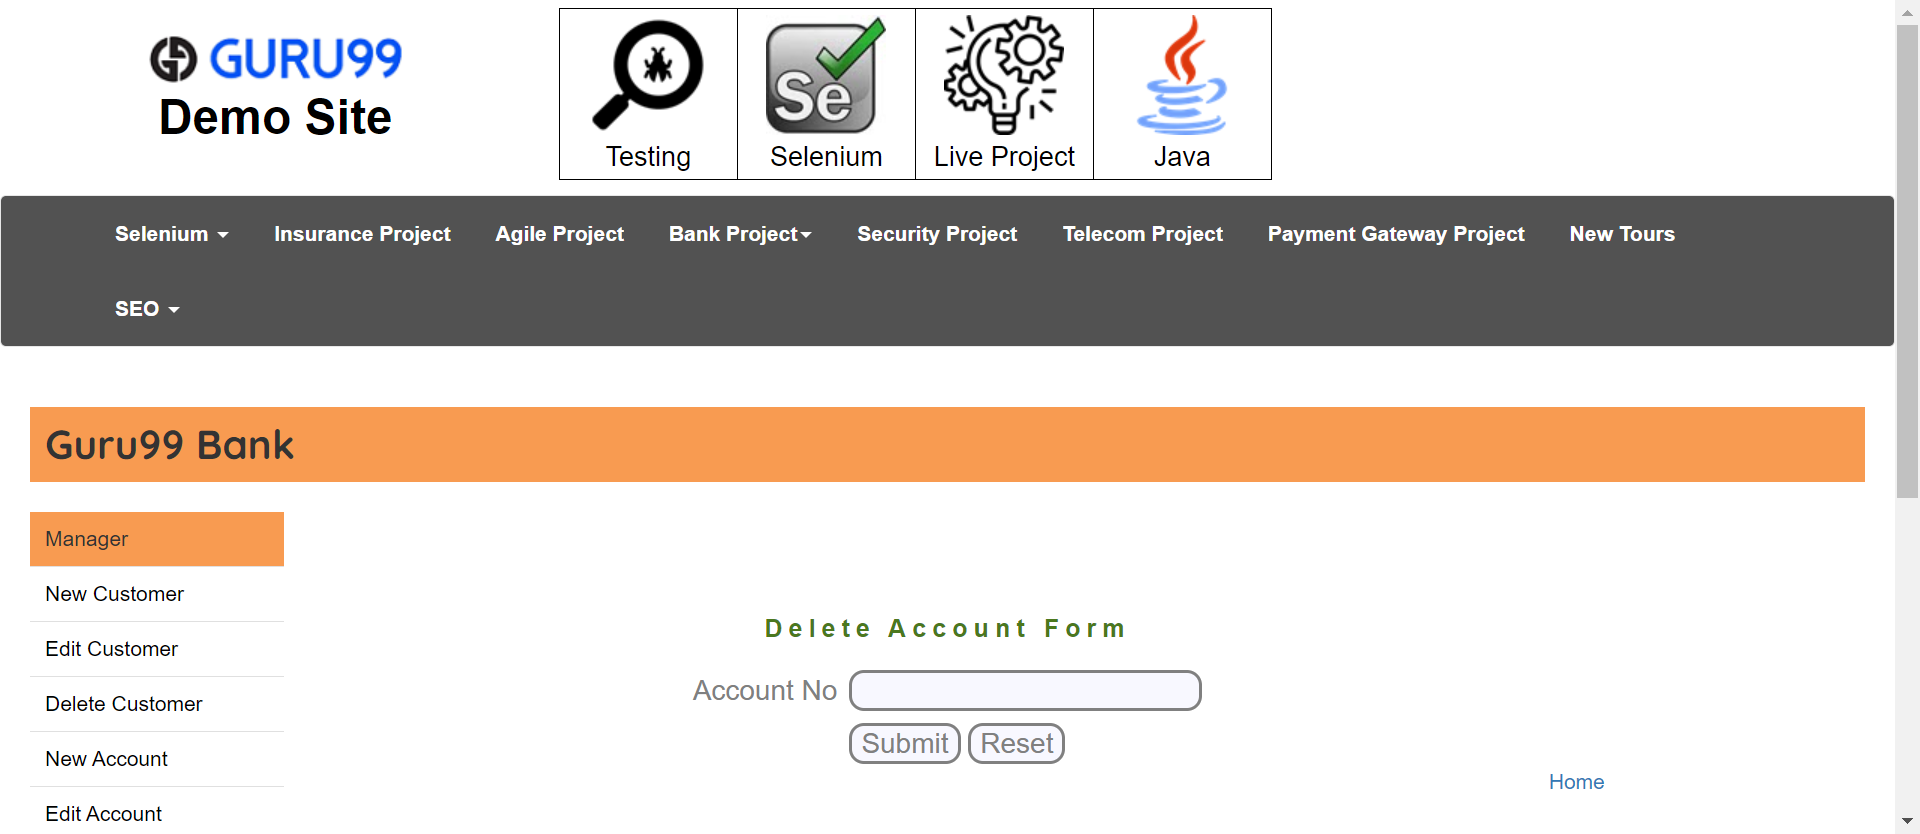 GURU99
Demo Site
Se
Testing
Selenium
Live Project
Java
Selenium
Insurance Project
Agile Project
Bank Project
Security Project
Telecom Project
Payment Gateway Project
New Tours
SEO
Guru99 Bank
Manager
New Customer
Edit Customer
Delete Customer
New Account
Edit Account
Delete Account Form
Account No
Submit
Reset
Home